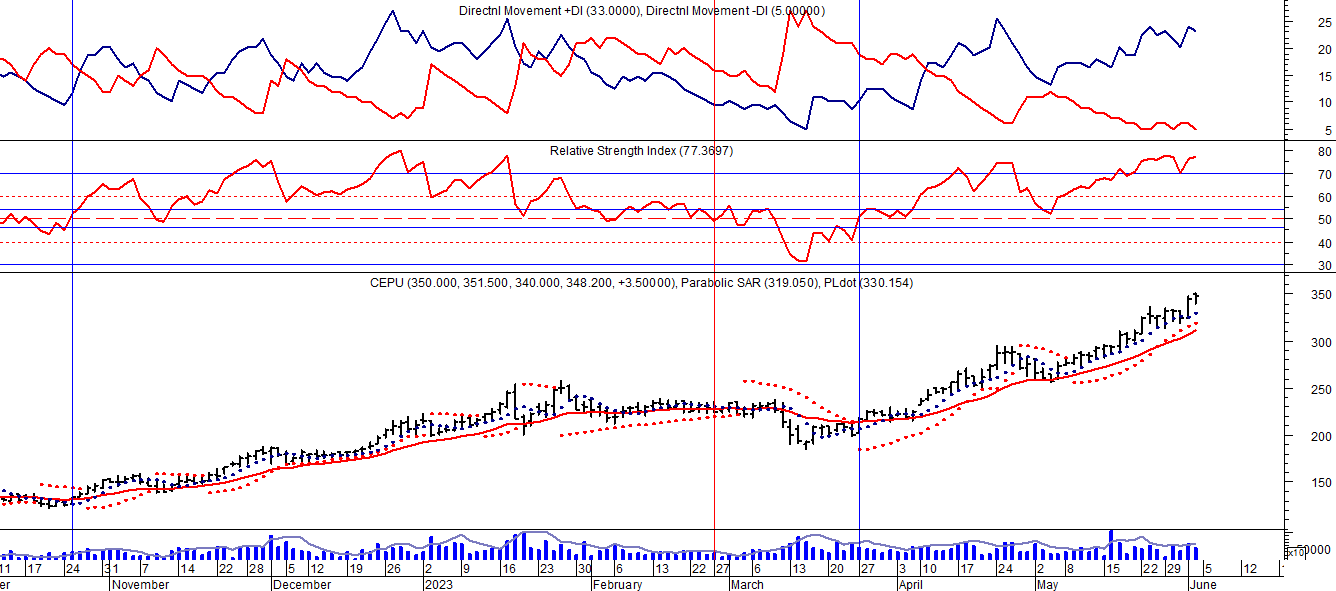 Directnl Movement +DI (33.0000), Directnl Movement -DI (5.00000)
25
20
15
10
5
Relative Strength Index (77.3697)
80
70
60
50
40
30
CEPU (350.000, 351.500, 340.000, 348.200, +3.50000), Parabolic SAR (319.050), PLdot (330.154)
350
300
250
200
150
50000
x10
11 17 24 31 7 14 22 28 5 12 19 26 2 9 16 23 30 6 13 22 27 6 13 20 27 3 10 17 24 2 8 15 22 29 5 12
er November December 2023 February March April May June